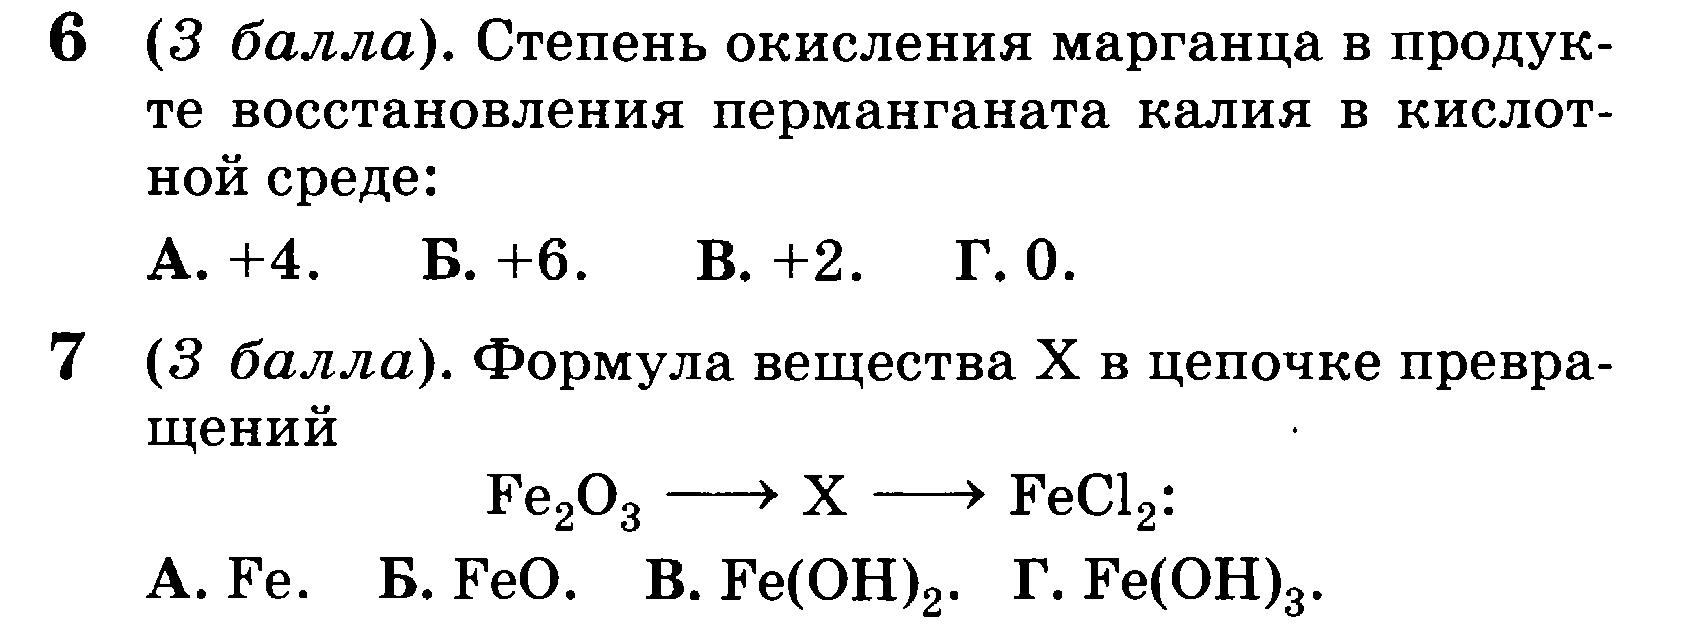 6 (3 балла). Степень окисления марганца в продук-
те восстановления перманганата калия в кислот-
ной среде:
А. +4. Б. +6. В. +2. Г. 0.
7 (3 балла). Формула вещества X в цепочке превра-
щений
Fe₂O₃ ⟶ X ⟶ FeCl₂:
А. Fe. Б. FeO. В. Fe(OH)₂. Г. Fe(OH)₃.